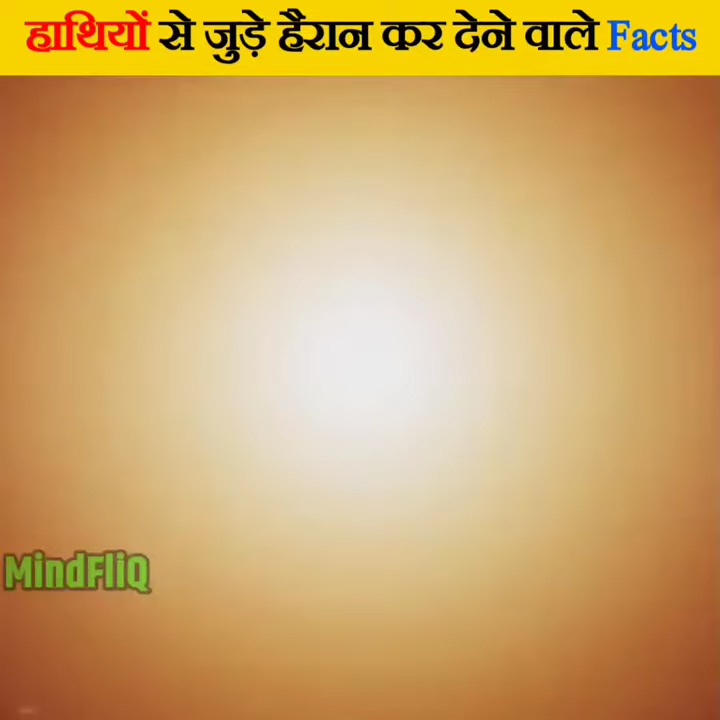 हाथियों से जुड़े हैरान कर देने वाले Facts
MindFliQ